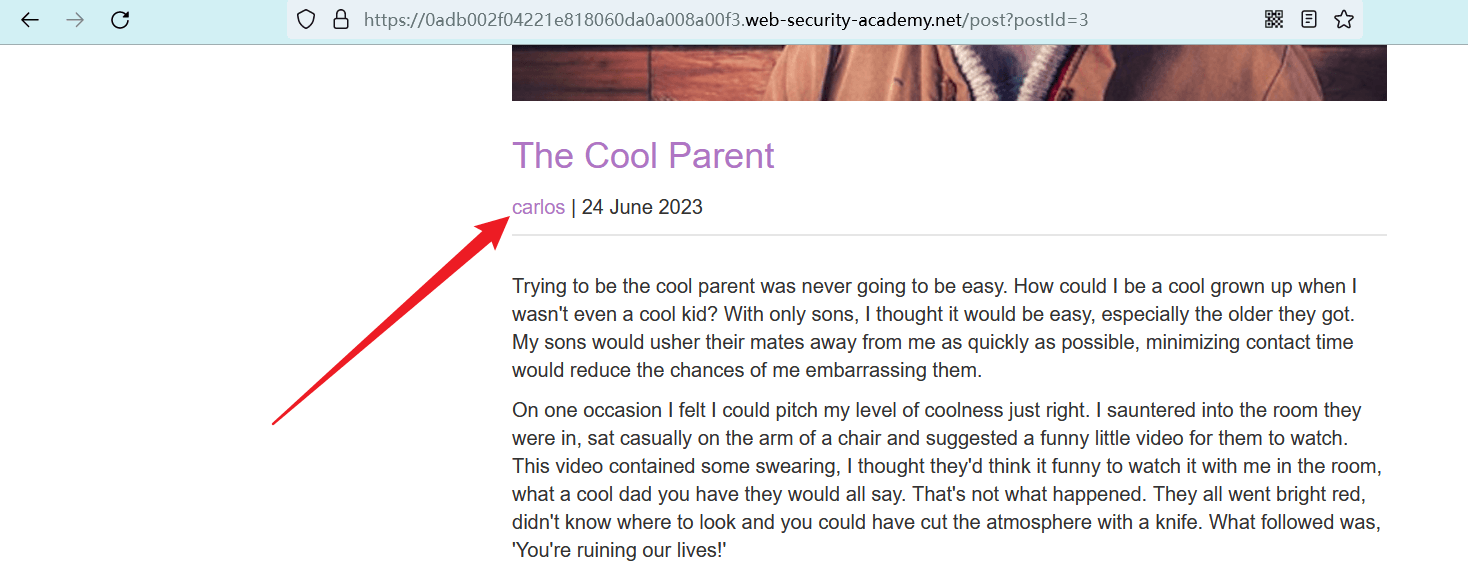 https://0adb002f04221e818060da0a008a00f3.web-security-academy.net/post?postId=3
The Cool Parent
carlos | 24 June 2023
Trying to be the cool parent was never going to be easy. How could I be a cool grown up when I
wasn't even a cool kid? With only sons, I thought it would be easy, especially the older they got.
My sons would usher their mates away from me as quickly as possible, minimizing contact time
would reduce the chances of me embarrassing them.
On one occasion I felt I could pitch my level of coolness just right. I sauntered into the room they
were in, sat casually on the arm of a chair and suggested a funny little video for them to watch.
This video contained some swearing, I thought they'd think it funny to watch it with me in the room,
what a cool dad you have they would all say. That's not what happened. They all went bright red,
didn't know where to look and you could have cut the atmosphere with a knife. What followed was,
'You're ruining our lives!'